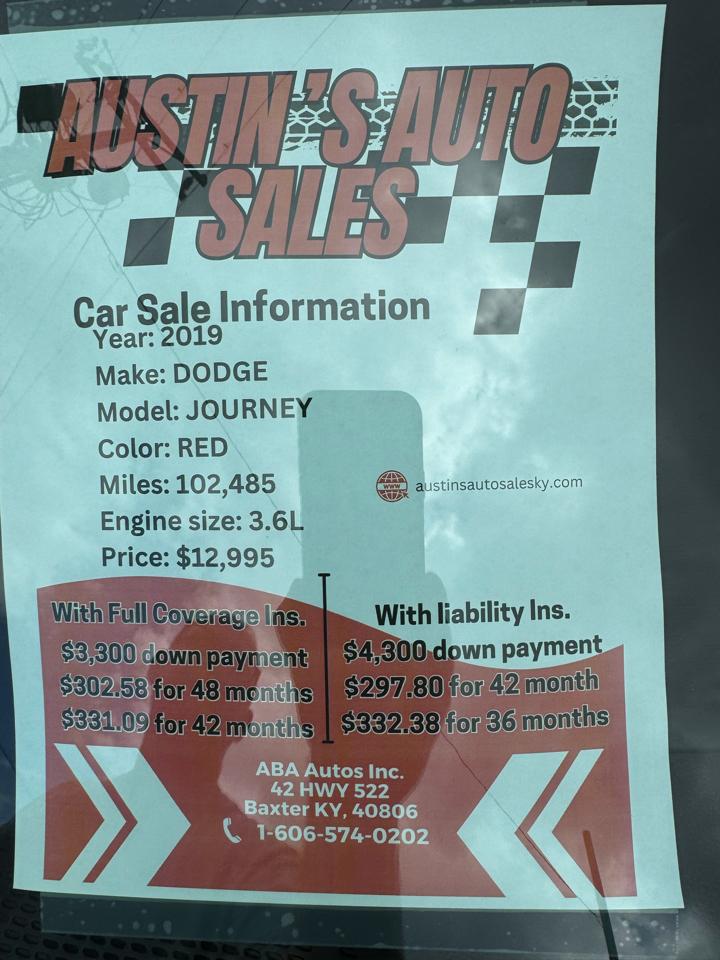 AUSTIN'S AUTO
SALES
Car Sale Information
Year: 2019
Make: DODGE
Model: JOURNEY
Color: RED
Miles: 102,485
WWW
austinsautosalesky.com
Engine size: 3.6L
Price: $12,995
With Full Coverage Ins.
$3,300 down payment
$302.58 for 48 months
$331.09 for 42 months
With liability Ins.
$4,300 down payment
$297.80 for 42 month
$332.38 for 36 months
ABA Autos Inc.
42 HWY 522
Baxter KY, 40806
1-606-574-0202